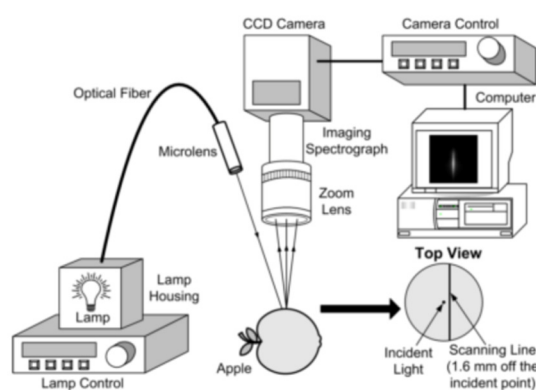 CCD Camera
Camera Control
Optical Fiber
Computer
Microlens
Imaging
Spectrograph
Zoom
Lens
Lamp
Housing
Lamp
Top View
Apple
Incident
Light
Scanning Line
(1.6 mm off the
incident point)
Lamp Control